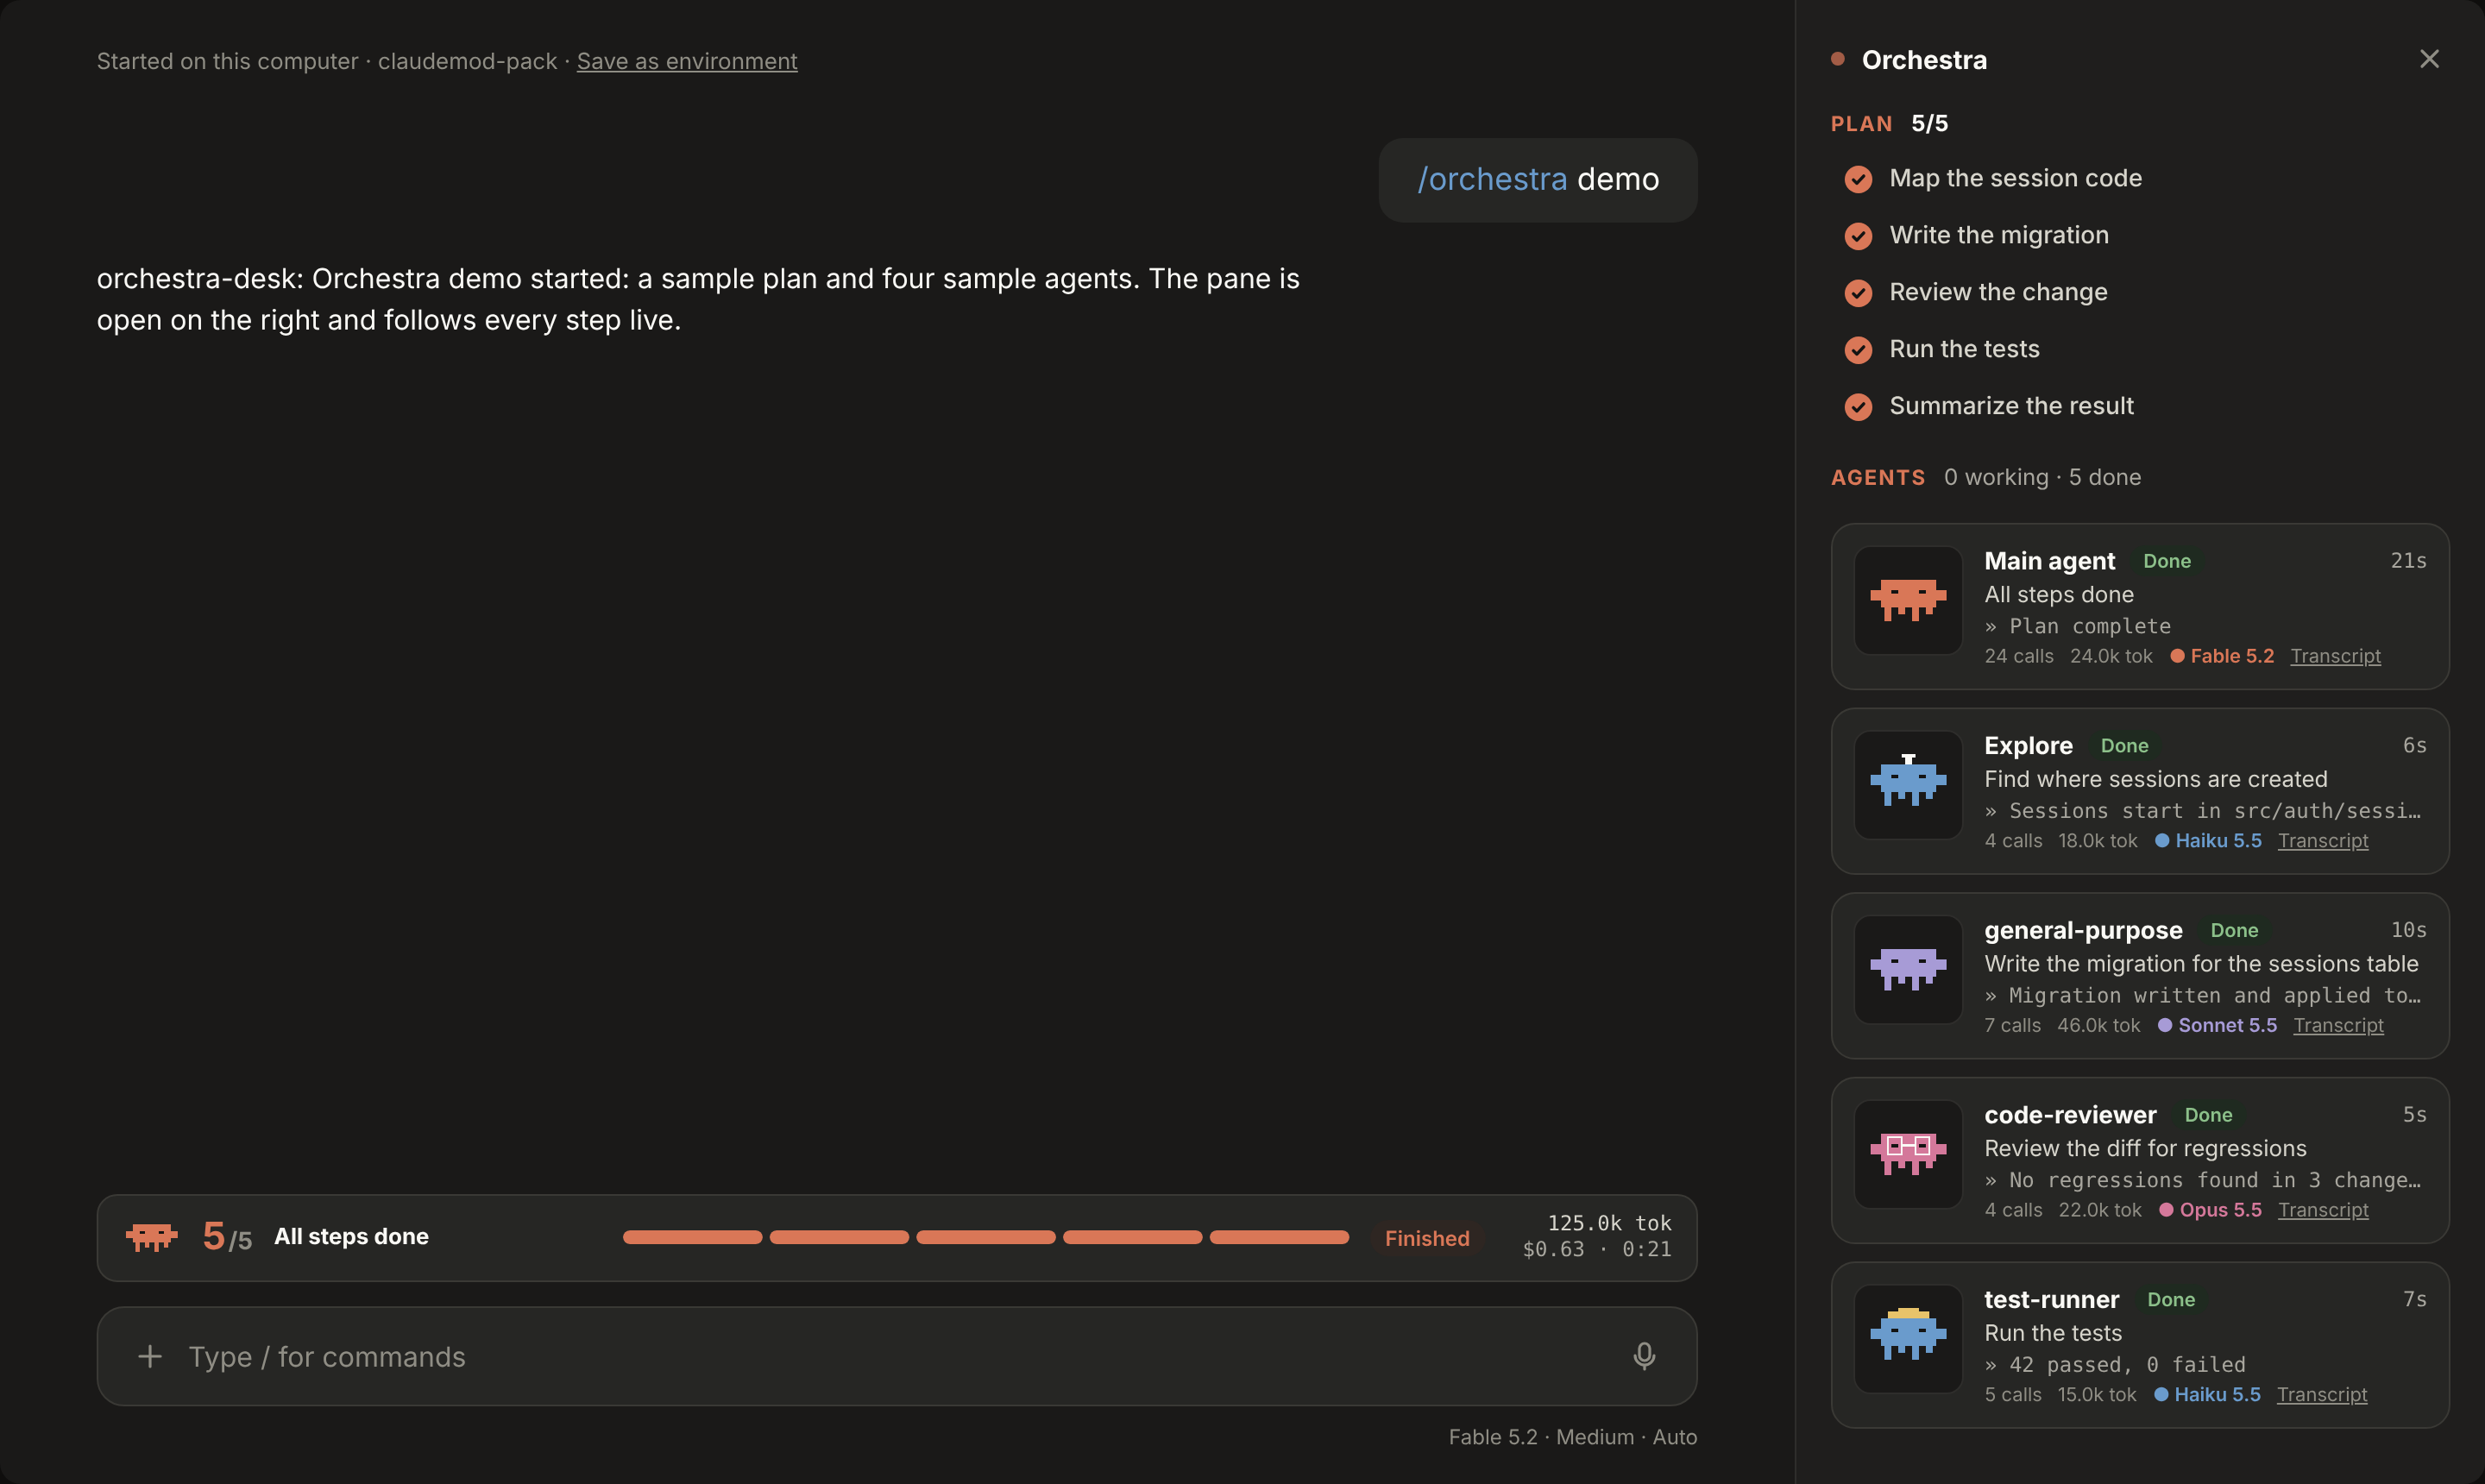 Started on this computer · claudemod-pack · Save as environment
/orchestra demo
orchestra-desk: Orchestra demo started: a sample plan and four sample agents. The pane is
open on the right and follows every step live.
5/5 All steps done
Finished
125.0k tok
$0.63 · 0:21
Type / for commands
Fable 5.2 · Medium · Auto
Orchestra
PLAN 5/5
Map the session code
Write the migration
Review the change
Run the tests
Summarize the result
AGENTS 0 working · 5 done
Main agent Done 21s
All steps done
» Plan complete
24 calls 24.0k tok Fable 5.2 Transcript
Explore Done 6s
Find where sessions are created
» Sessions start in src/auth/sessi…
4 calls 18.0k tok Haiku 5.5 Transcript
general-purpose Done 10s
Write the migration for the sessions table
» Migration written and applied to…
7 calls 46.0k tok Sonnet 5.5 Transcript
code-reviewer Done 5s
Review the diff for regressions
» No regressions found in 3 change…
4 calls 22.0k tok Opus 5.5 Transcript
test-runner Done 7s
Run the tests
» 42 passed, 0 failed
5 calls 15.0k tok Haiku 5.5 Transcript